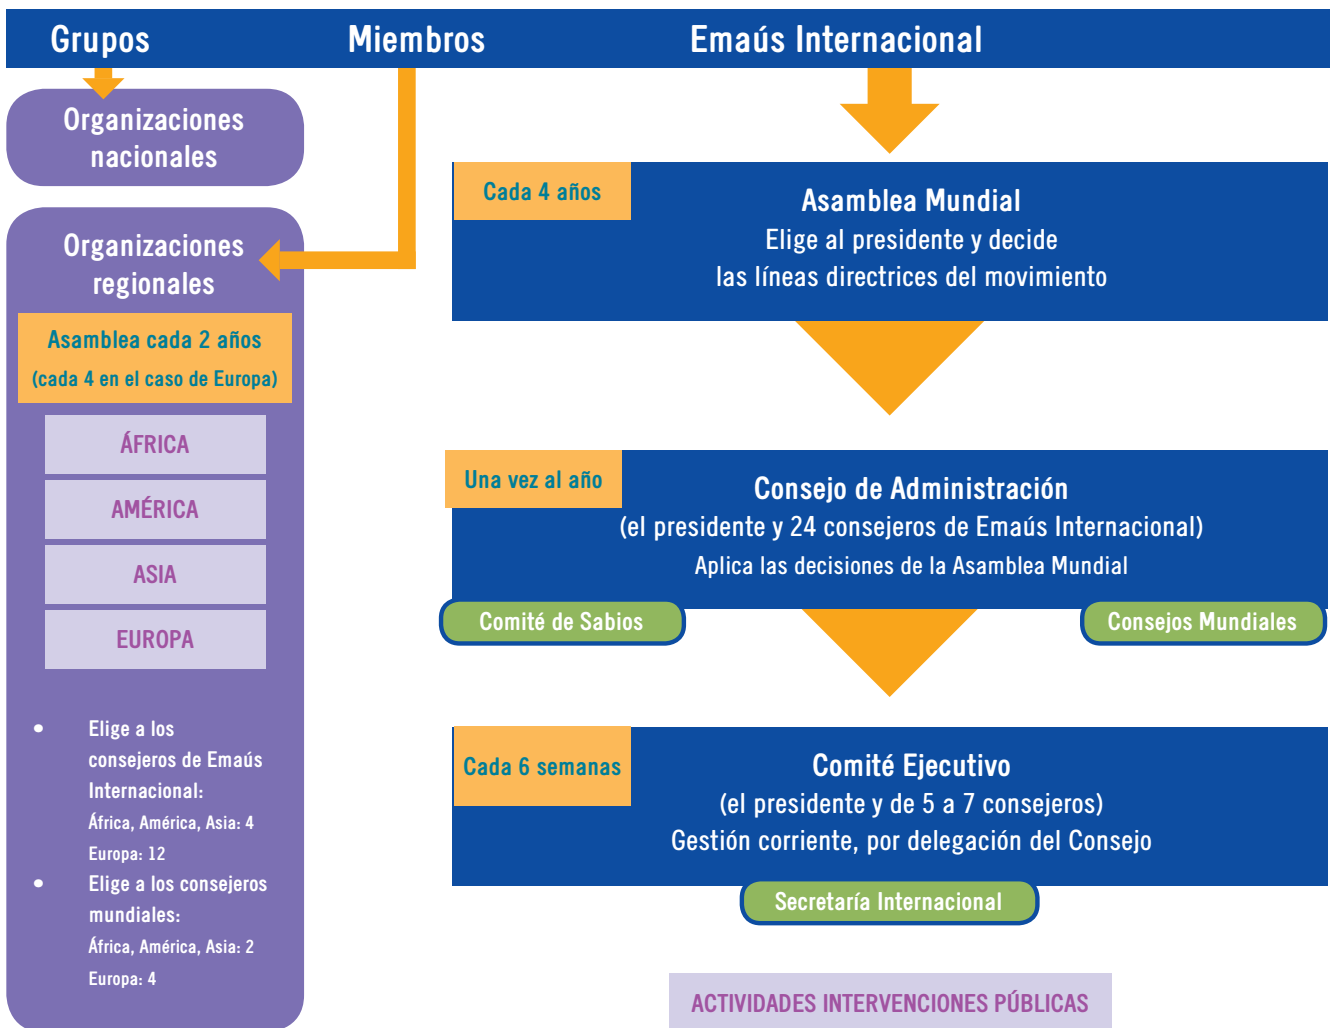 Grupos
Miembros
Emaús Internacional
Organizaciones
nacionales
Organizaciones
regionales
Asamblea cada 2 años
(cada 4 en el caso de Europa)
ÁFRICA
AMÉRICA
ASIA
EUROPA
• Elige a los
consejeros de Emaús
Internacional:
África, América, Asia: 4
Europa: 12
• Elige a los consejeros
mundiales:
África, América, Asia: 2
Europa: 4
Cada 4 años
Asamblea Mundial
Elige al presidente y decide
las líneas directrices del movimiento
Una vez al año
Consejo de Administración
(el presidente y 24 consejeros de Emaús Internacional)
Aplica las decisiones de la Asamblea Mundial
Comité de Sabios
Consejos Mundiales
Cada 6 semanas
Comité Ejecutivo
(el presidente y de 5 a 7 consejeros)
Gestión corriente, por delegación del Consejo
Secretaría Internacional
ACTIVIDADES INTERVENCIONES PÚBLICAS